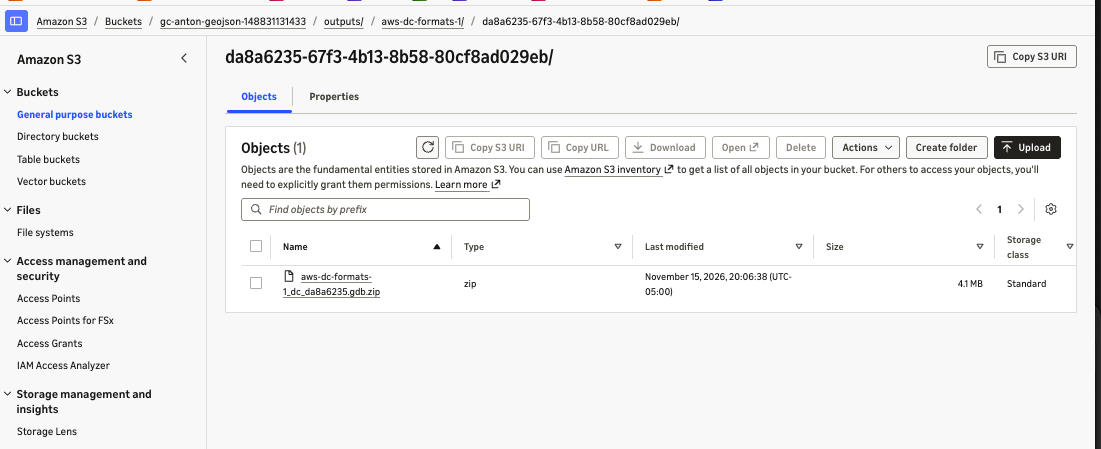 Amazon S3 / Buckets / gc-anton-geojson-148831131433 / outputs/ / aws-dc-formats-1/ / da8a6235-67f3-4b13-8b58-80cf8ad029eb/
Amazon S3
Buckets
General purpose buckets
Directory buckets
Table buckets
Vector buckets
Files
File systems
Access management and
security
Access Points
Access Points for FSx
Access Grants
IAM Access Analyzer
Storage management and
insights
Storage Lens
da8a6235-67f3-4b13-8b58-80cf8ad029eb/
Copy S3 URI
Objects Properties
Objects (1)
Copy S3 URI Copy URL Download Open Delete Actions Create folder Upload
Objects are the fundamental entities stored in Amazon S3. You can use Amazon S3 inventory to get a list of all objects in your bucket. For others to access your objects, you'll
need to explicitly grant them permissions. Learn more
Find objects by prefix
1
Name Type Last modified Size Storage
class
aws-dc-formats-
1_dc_da8a6235.gdb.zip
zip
November 15, 2026, 20:06:38 (UTC-
05:00)
4.1 MB
Standard